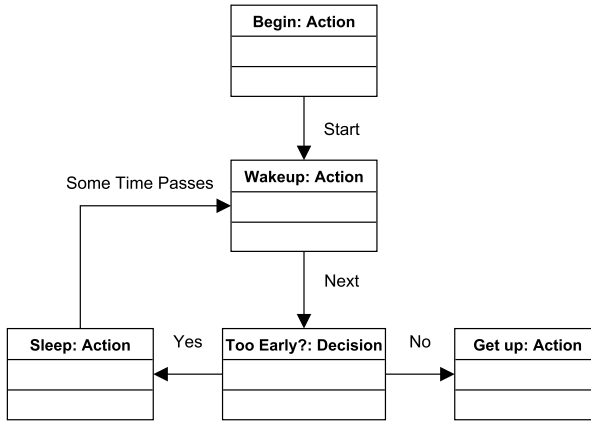 Begin: Action
Start
Some Time Passes
Wakeup: Action
Next
Sleep: Action
Yes
Too Early?: Decision
No
Get up: Action